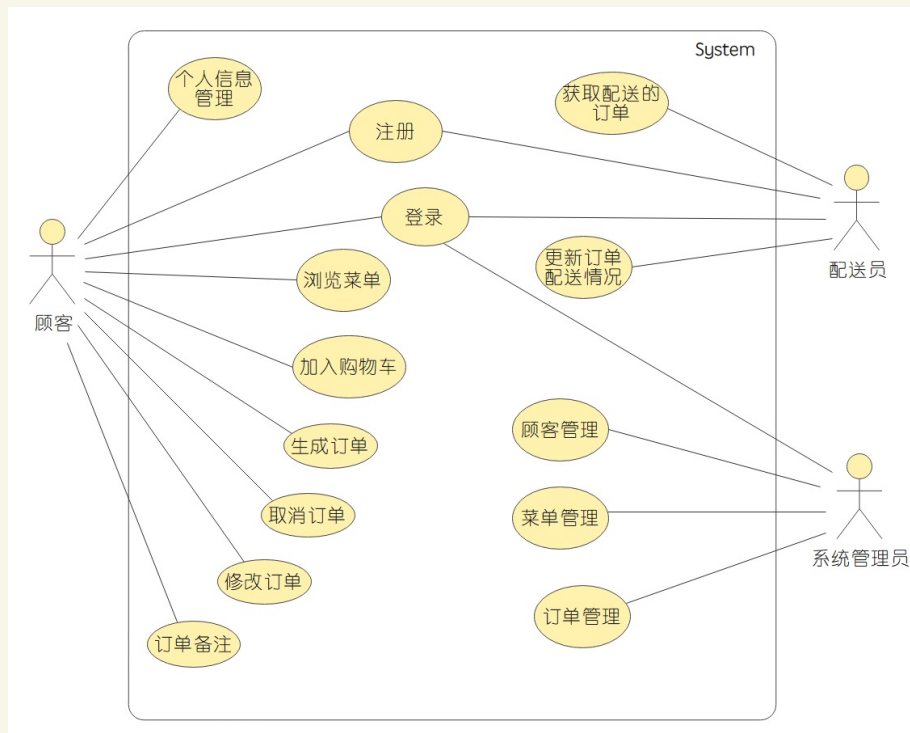 System
个人信息
管理
获取配送的
订单
注册
登录
更新订单
配送情况
配送员
浏览菜单
顾客
加入购物车
生成订单
顾客管理
取消订单
菜单管理
系统管理员
修改订单
订单管理
订单备注